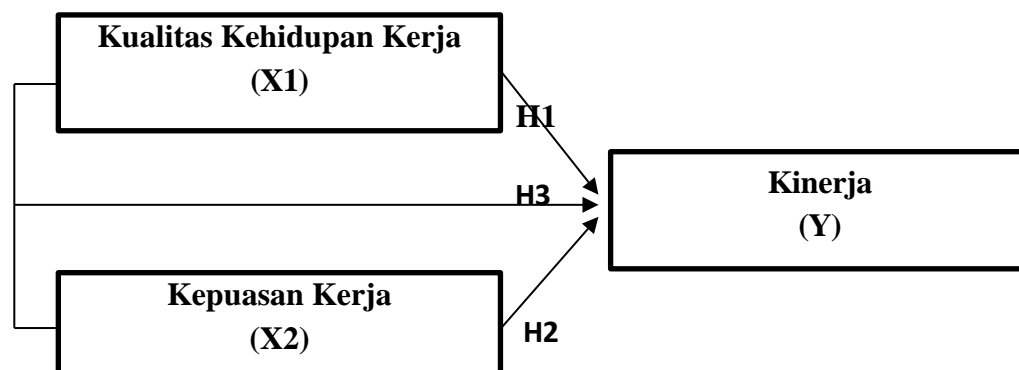 Kualitas Kehidupan Kerja
(X1)
H1
Kinerja
(Y)
H3
Kepuasan Kerja
(X2)
H2